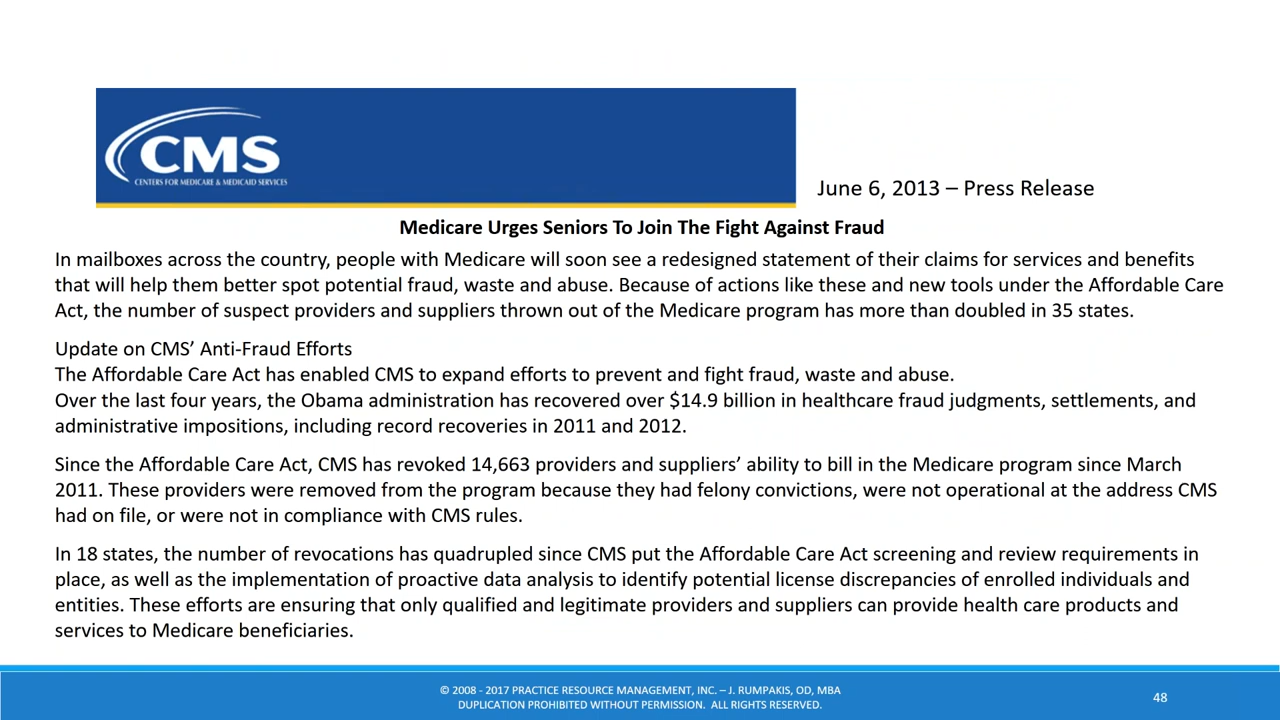 CMS
CENTERS FOR MEDICARE & MEDICAID SERVICES
June 6, 2013 – Press Release
Medicare Urges Seniors To Join The Fight Against Fraud
In mailboxes across the country, people with Medicare will soon see a redesigned statement of their claims for services and benefits
that will help them better spot potential fraud, waste and abuse. Because of actions like these and new tools under the Affordable Care
Act, the number of suspect providers and suppliers thrown out of the Medicare program has more than doubled in 35 states.
Update on CMS’ Anti-Fraud Efforts
The Affordable Care Act has enabled CMS to expand efforts to prevent and fight fraud, waste and abuse.
Over the last four years, the Obama administration has recovered over $14.9 billion in healthcare fraud judgments, settlements, and
administrative impositions, including record recoveries in 2011 and 2012.
Since the Affordable Care Act, CMS has revoked 14,663 providers and suppliers’ ability to bill in the Medicare program since March
2011. These providers were removed from the program because they had felony convictions, were not operational at the address CMS
had on file, or were not in compliance with CMS rules.
In 18 states, the number of revocations has quadrupled since CMS put the Affordable Care Act screening and review requirements in
place, as well as the implementation of proactive data analysis to identify potential license discrepancies of enrolled individuals and
entities. These efforts are ensuring that only qualified and legitimate providers and suppliers can provide health care products and
services to Medicare beneficiaries.
© 2008 - 2017 PRACTICE RESOURCE MANAGEMENT, INC. – J. RUMPAKIS, OD, MBA
DUPLICATION PROHIBITED WITHOUT PERMISSION. ALL RIGHTS RESERVED.
48